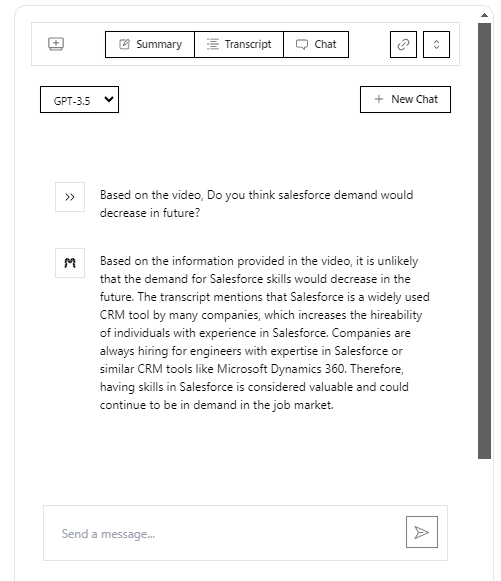 Summary
Transcript
Chat
GPT-3.5
New Chat
Based on the video, Do you think salesforce demand would
decrease in future?
Based on the information provided in the video, it is unlikely
that the demand for Salesforce skills would decrease in the
future. The transcript mentions that Salesforce is a widely used
CRM tool by many companies, which increases the hireability
of individuals with experience in Salesforce. Companies are
always hiring for engineers with expertise in Salesforce or
similar CRM tools like Microsoft Dynamics 360. Therefore,
having skills in Salesforce is considered valuable and could
continue to be in demand in the job market.
Send a message...